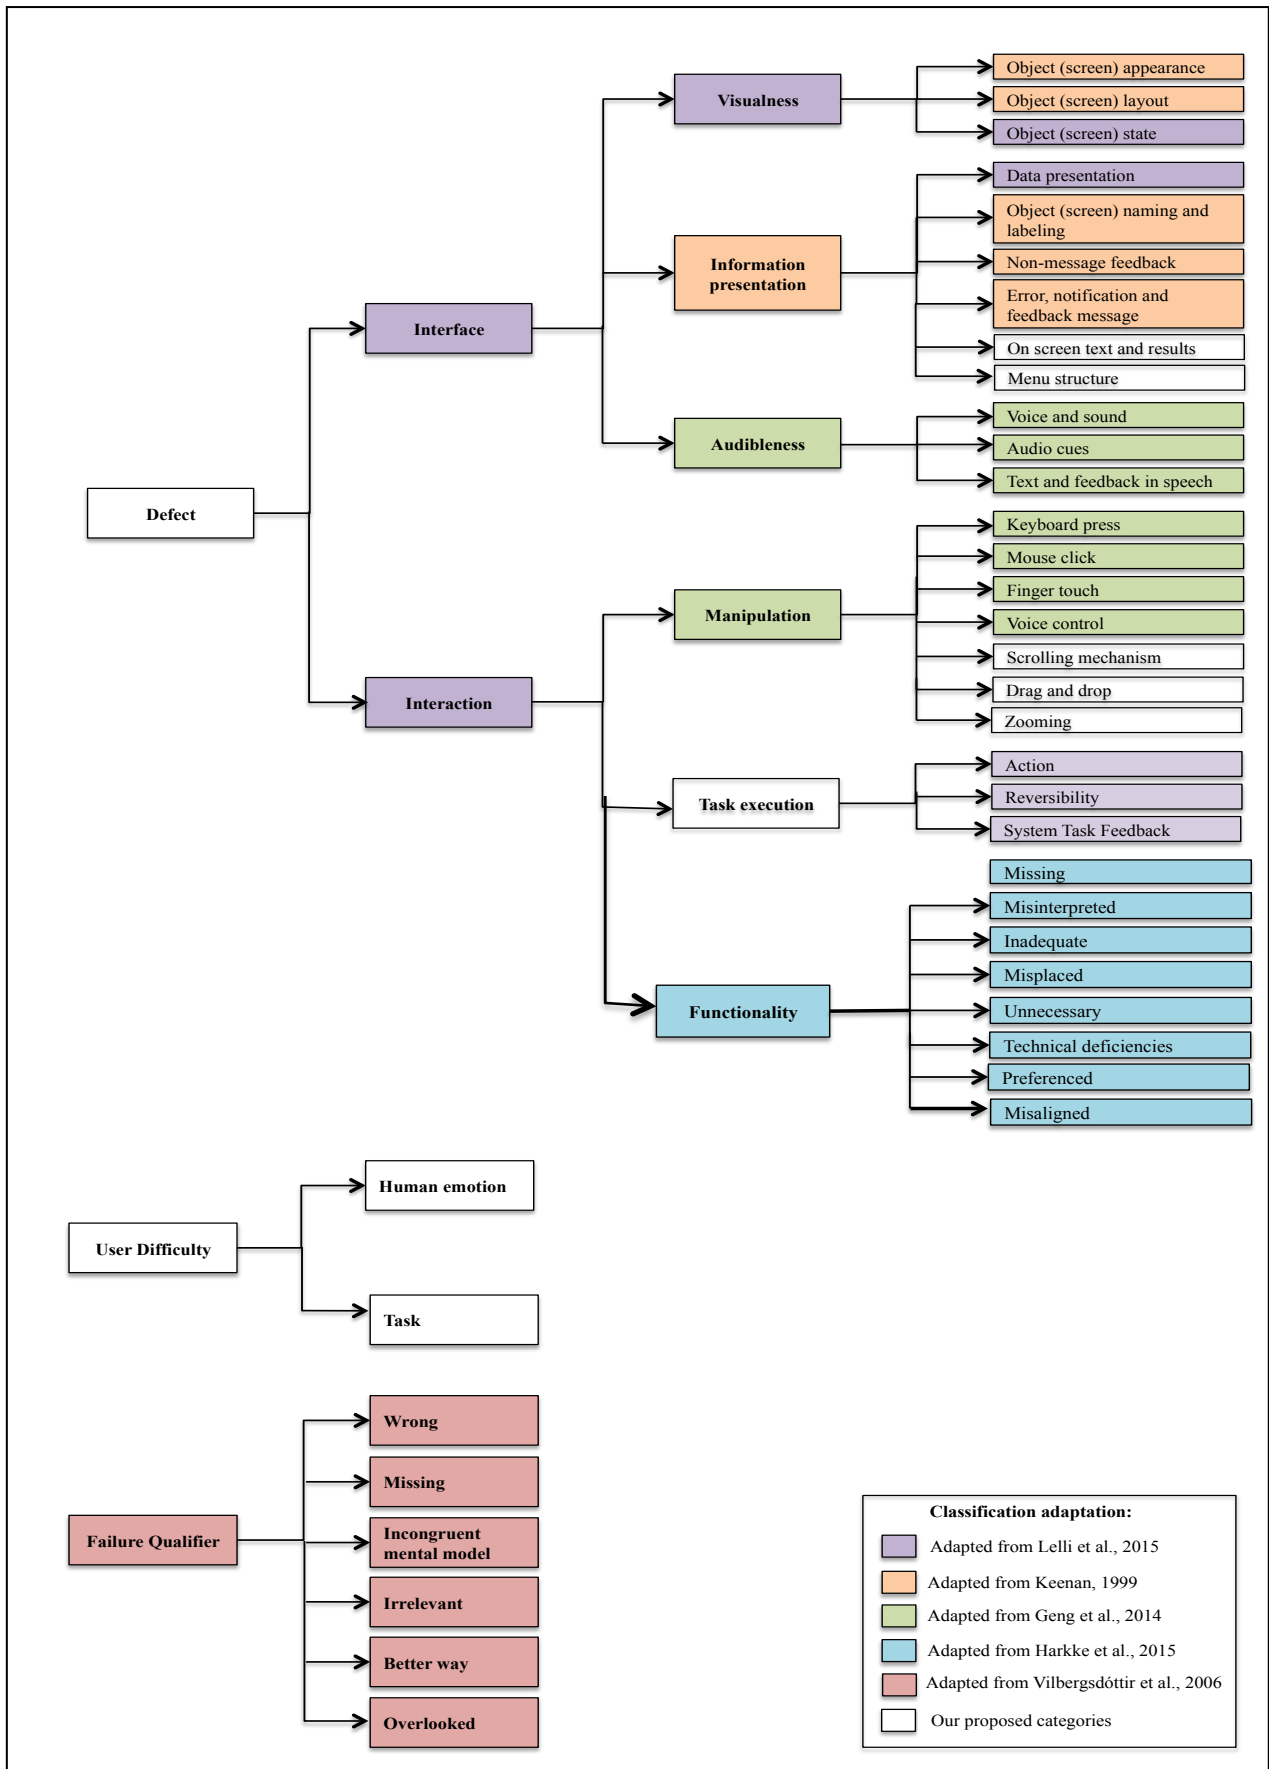 Object (screen) appearance
Visualness
Object (screen) layout
Object (screen) state
Data presentation
Object (screen) naming and
labeling
Information
presentation
Non-message feedback
Error, notification and
feedback message
Interface
On screen text and results
Menu structure
Voice and sound
Audibleness
Audio cues
Text and feedback in speech
Defect
Keyboard press
Mouse click
Finger touch
Manipulation
Voice control
Scrolling mechanism
Drag and drop
Interaction
Zooming
Action
Task execution
Reversibility
System Task Feedback
Missing
Misinterpreted
Inadequate
Misplaced
Functionality
Unnecessary
Technical deficiencies
Preferenced
Misaligned
Human emotion
User Difficulty
Task
Wrong
Missing
Failure Qualifier
Incongruent
mental model
Irrelevant
Better way
Overlooked
Classification adaptation:
Adapted from Lelli et al., 2015
Adapted from Keenan, 1999
Adapted from Geng et al., 2014
Adapted from Harkke et al., 2015
Adapted from Vilbergsdóttir et al., 2006
Our proposed categories